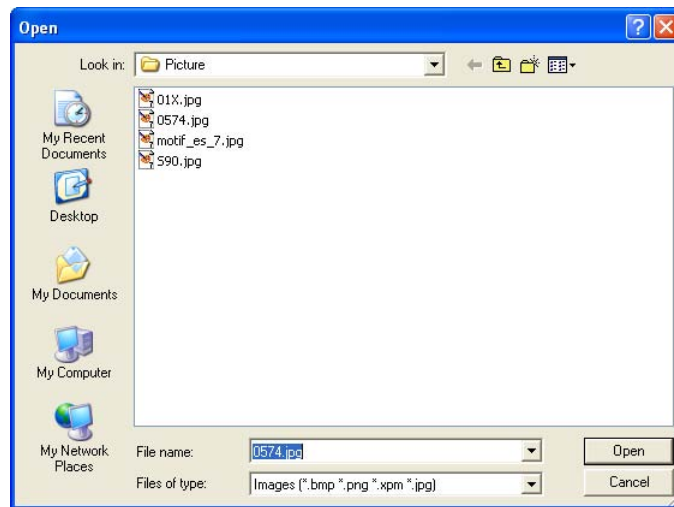 Open
Look in:
Picture
01X.jpg
0574.jpg
motif_es_7.jpg
S90.jpg
My Recent
Documents
Desktop
My Documents
My Computer
My Network
Places
File name:
0574.jpg
Open
Files of type:
Images (*.bmp *.png *.xpm *.jpg)
Cancel